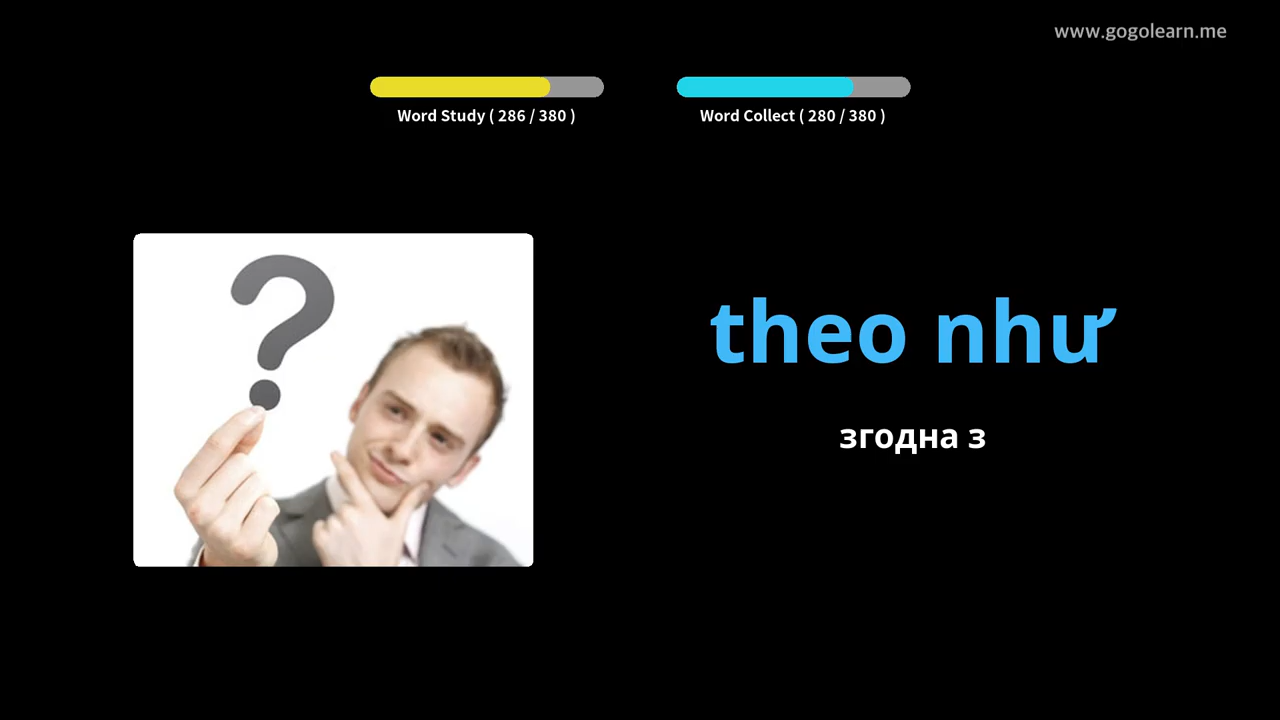 www.gogolearn.me
Word Study ( 286 / 380 )
Word Collect ( 280 / 380 )
theo như
згодна з